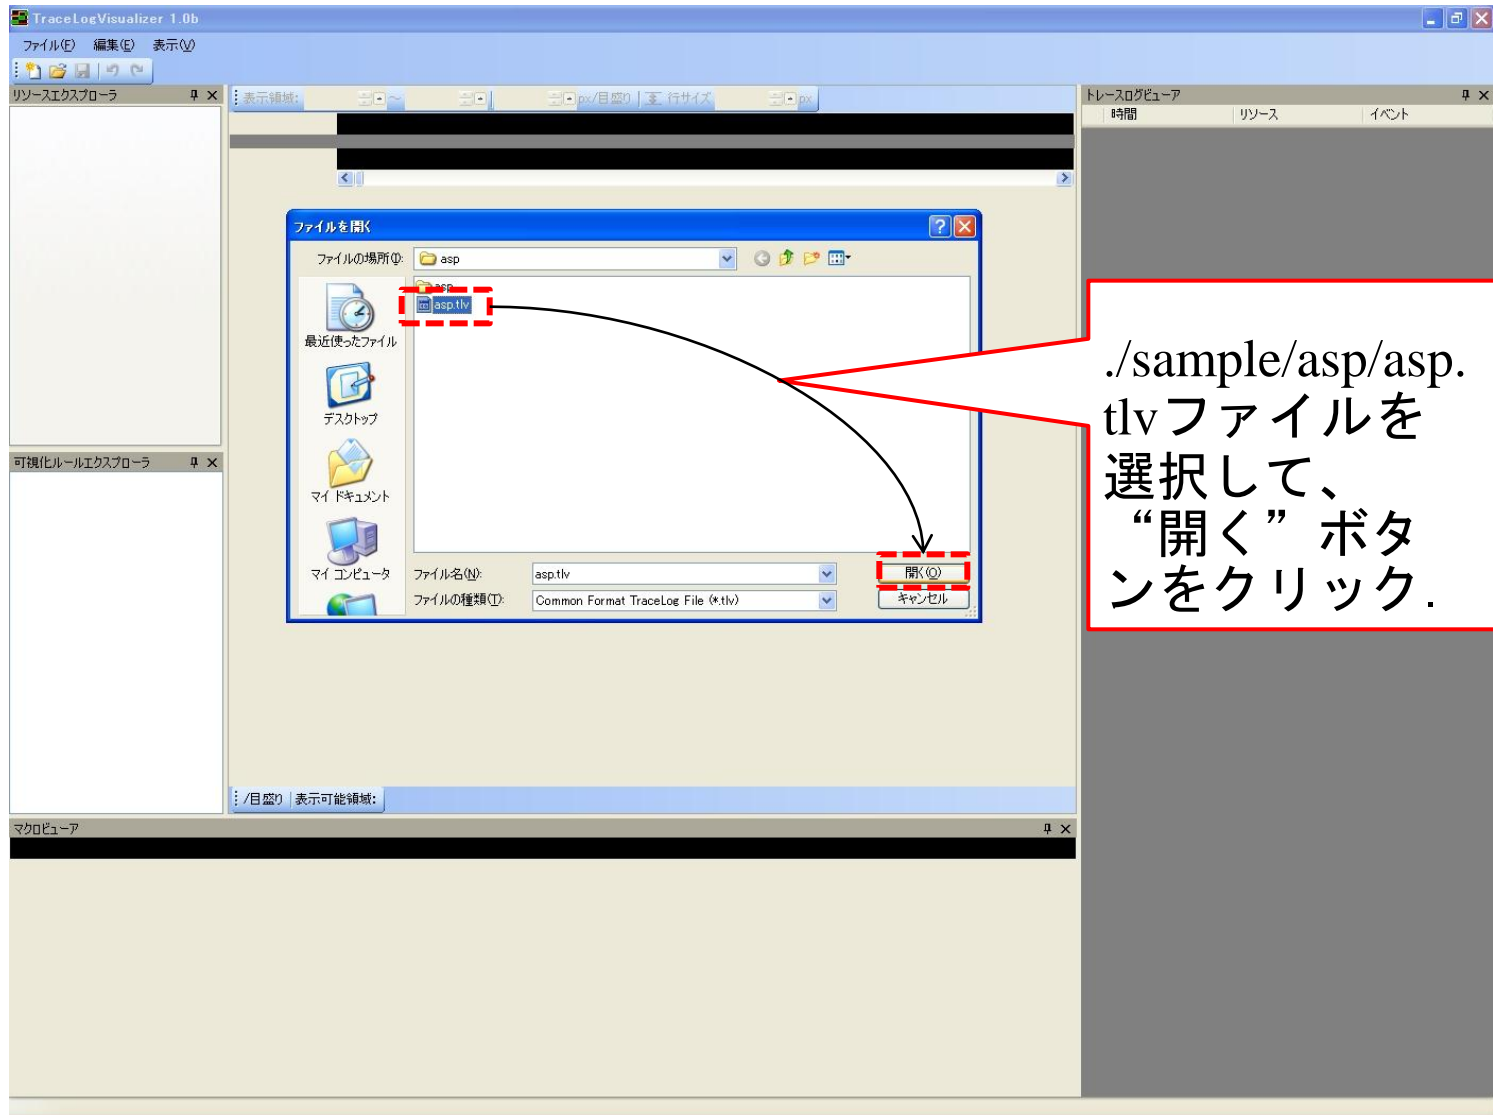 TraceLogVisualizer 1.0b
ファイル(F) 編集(E) 表示(V)
リソースエクスプローラ
表示領域: ～ px/目盛り 行サイズ px
トレースログビューア
時間 リソース イベント
ファイルを開く
ファイルの場所(I): asp
asp
asp.tlv
最近使ったファイル
デスクトップ
マイ ドキュメント
マイ コンピュータ
ファイル名(N): asp.tlv 開く(O)
ファイルの種類(T): Common Format TraceLog File (*.tlv) キャンセル
./sample/asp/asp.
tlvファイルを
選択して、
“開く”ボタ
ンをクリック.
可視化ルールエクスプローラ
/目盛り 表示可能領域:
マクロビューア